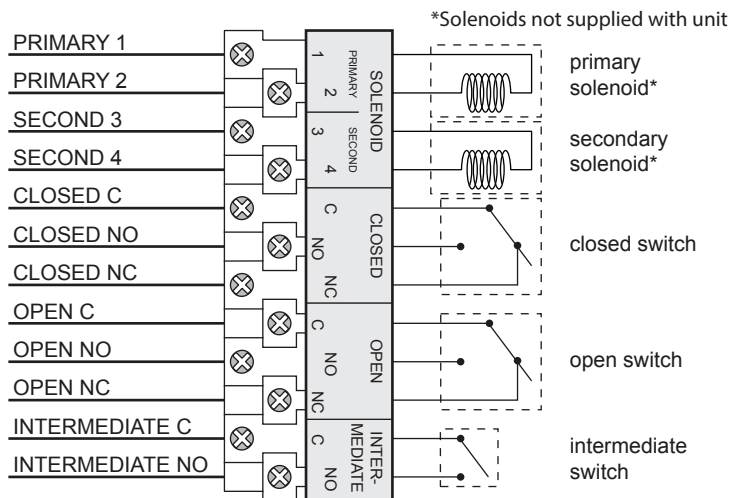 *Solenoids not supplied with unit
PRIMARY 1
PRIMARY 2
SECOND 3
SECOND 4
CLOSED C
CLOSED NO
CLOSED NC
OPEN C
OPEN NO
OPEN NC
INTERMEDIATE C
INTERMEDIATE NO
SOLENOID
PRIMARY
1
2
SECOND
3
4
CLOSED
C
NO
NC
OPEN
C
NO
NC
INTER-
MEDIATE
C
NO
primary
solenoid*
secondary
solenoid*
closed switch
open switch
intermediate
switch